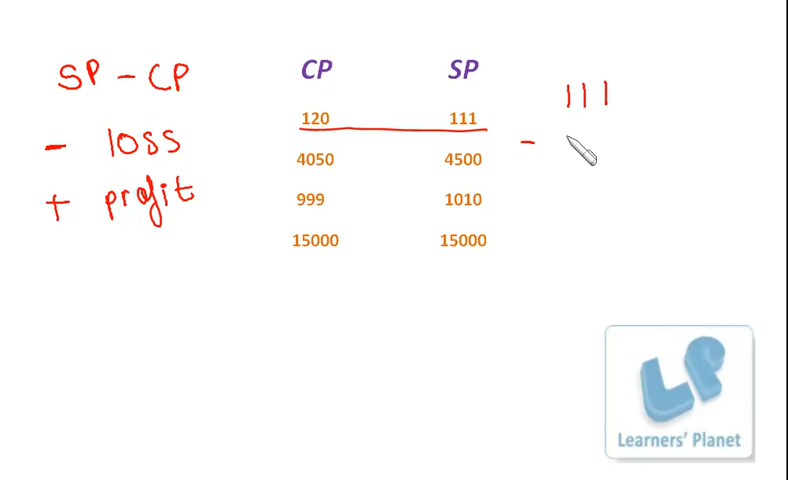 SP - CP
- loss
+ profit
CP SP
120 111
4050 4500
999 1010
15000 15000
111
-
Learners' Planet